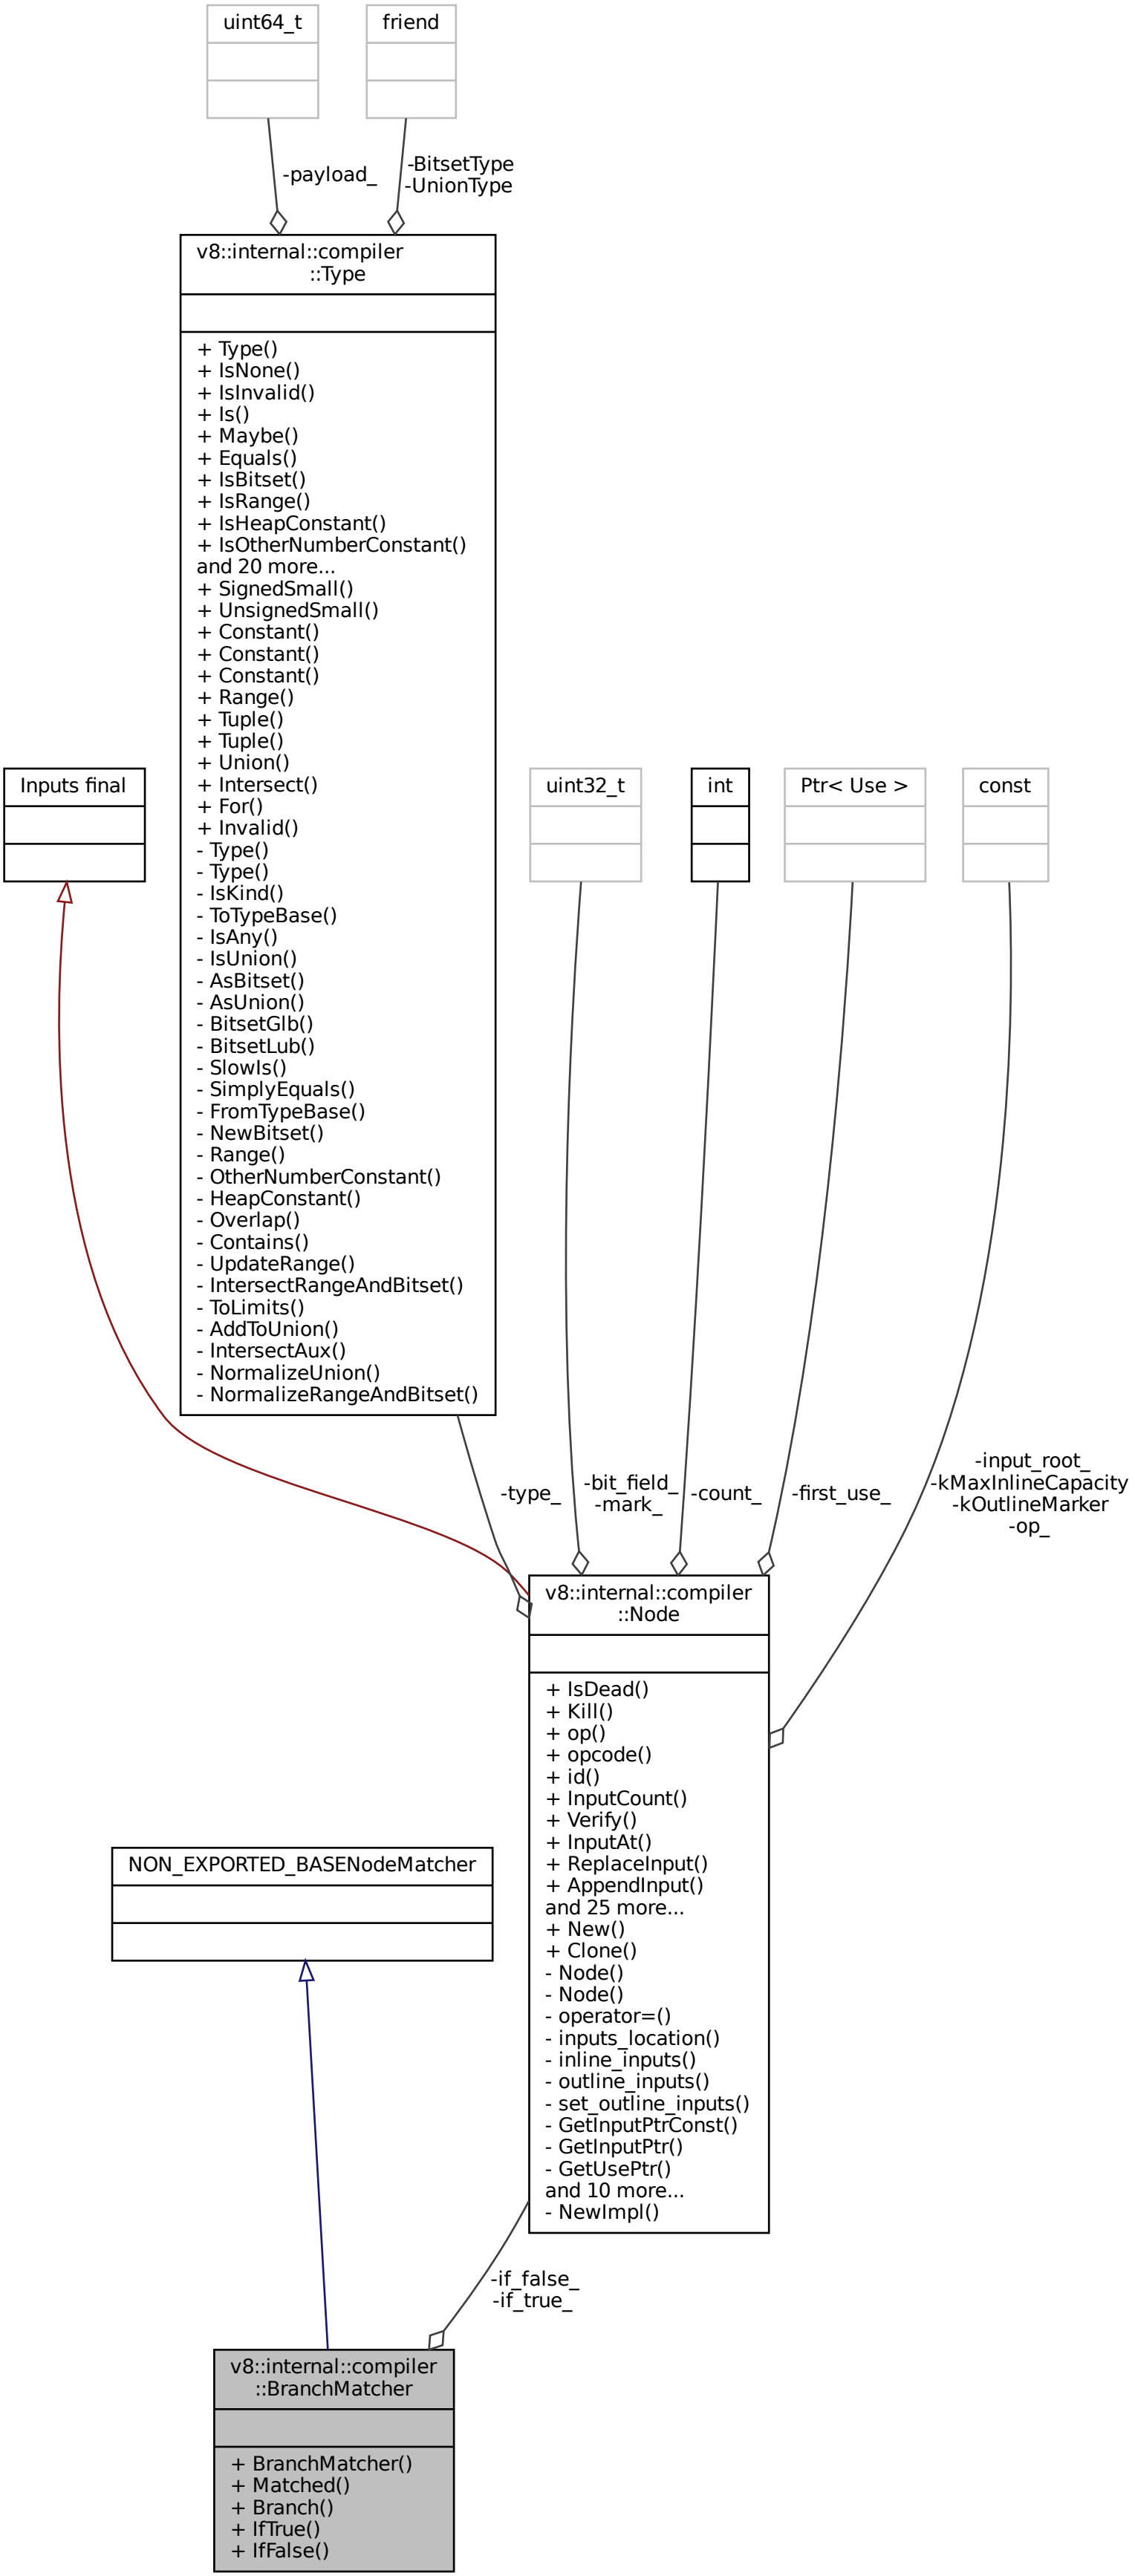 uint64_t
friend
-payload_
-BitsetType
-UnionType
v8::internal::compiler
::Type
+ Type()
+ IsNone()
+ IsInvalid()
+ Is()
+ Maybe()
+ Equals()
+ IsBitset()
+ IsRange()
+ IsHeapConstant()
+ IsOtherNumberConstant()
and 20 more...
+ SignedSmall()
+ UnsignedSmall()
+ Constant()
+ Constant()
+ Constant()
+ Range()
+ Tuple()
+ Tuple()
+ Union()
+ Intersect()
+ For()
+ Invalid()
- Type()
- Type()
- IsKind()
- ToTypeBase()
- IsAny()
- IsUnion()
- AsBitset()
- AsUnion()
- BitsetGlb()
- BitsetLub()
- SlowIs()
- SimplyEquals()
- FromTypeBase()
- NewBitset()
- Range()
- OtherNumberConstant()
- HeapConstant()
- Overlap()
- Contains()
- UpdateRange()
- IntersectRangeAndBitset()
- ToLimits()
- AddToUnion()
- IntersectAux()
- NormalizeUnion()
- NormalizeRangeAndBitset()
Inputs final
uint32_t
int
Ptr< Use >
const
-type_
-bit_field_
-mark_
-count_
-first_use_
-input_root_
-kMaxInlineCapacity
-kOutlineMarker
-op_
v8::internal::compiler
::Node
+ IsDead()
+ Kill()
+ op()
+ opcode()
+ id()
+ InputCount()
+ Verify()
+ InputAt()
+ ReplaceInput()
+ AppendInput()
and 25 more...
+ New()
+ Clone()
- Node()
- Node()
- operator=()
- inputs_location()
- inline_inputs()
- outline_inputs()
- set_outline_inputs()
- GetInputPtrConst()
- GetInputPtr()
- GetUsePtr()
and 10 more...
- NewImpl()
NON_EXPORTED_BASENodeMatcher
-if_false_
-if_true_
v8::internal::compiler
::BranchMatcher
+ BranchMatcher()
+ Matched()
+ Branch()
+ IfTrue()
+ IfFalse()